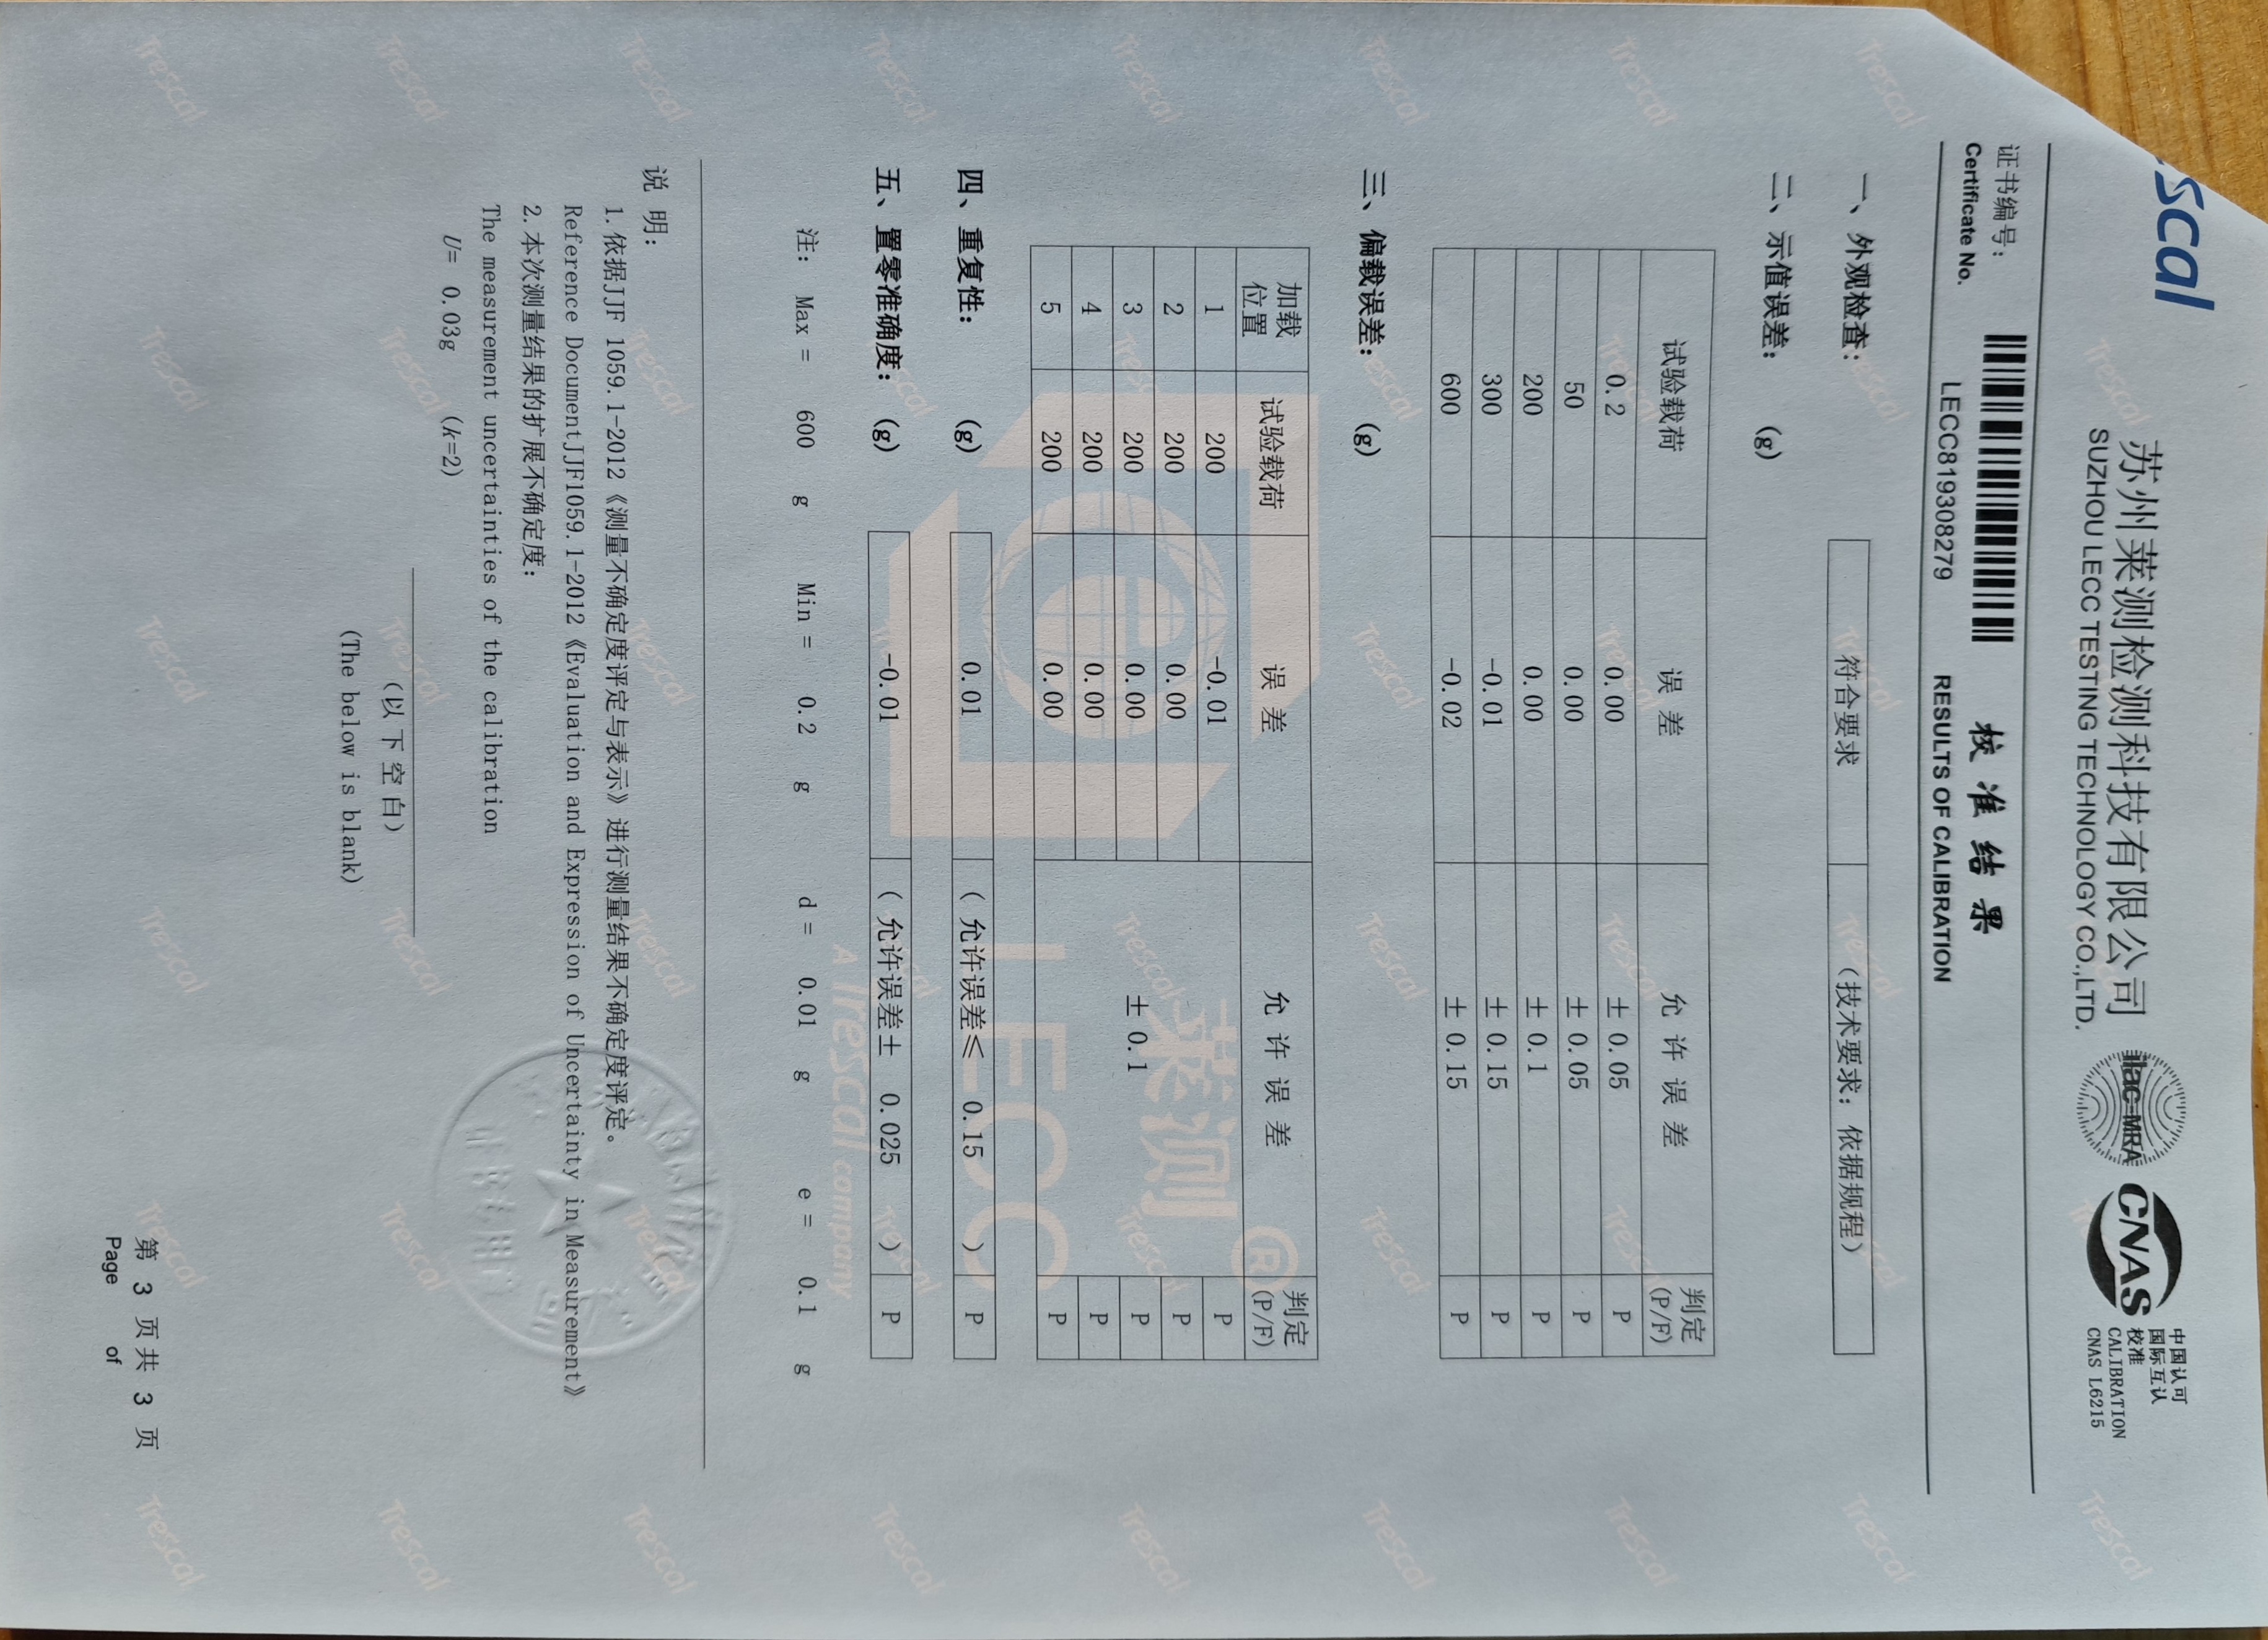 scal
苏州莱测检测科技有限公司
SUZHOU LECC TESTING TECHNOLOGY CO.,LTD.
ilac-MRA
CNAS
中国认可
国际互认
校准
CALIBRATION
CNAS L6215
证书编号:
校 准 结 果
Certificate No.
LECC819308279
RESULTS OF CALIBRATION
一、外观检查:
符合要求
(技术要求: 依据规程)
二、示值误差:
(g)
试验载荷 误 差 允 许 误 差 判定(P/F)
0.2 0.00 ± 0.05 P
50 0.00 ± 0.05 P
200 0.00 ± 0.1 P
300 -0.01 ± 0.15 P
600 -0.02 ± 0.15 P
三、偏载误差:
(g)
加载位置 试验载荷 误 差 允 许 误 差 判定(P/F)
1 200 -0.01 P
2 200 0.00 P
3 200 0.00 ± 0.1 P
4 200 0.00 P
5 200 0.00 P
四、重复性:
(g)
0.01
( 允许误差≤ 0.15 )
P
五、置零准确度:
(g)
-0.01
( 允许误差± 0.025 )
P
注: Max = 600 g Min = 0.2 g d = 0.01 g e = 0.1 g
莱测®
LECC
A Trescal company
说 明:
1.依据JJF 1059.1-2012《测量不确定度评定与表示》进行测量结果不确定度评定。
Reference DocumentJJF1059.1-2012《Evaluation and Expression of Uncertainty in Measurement》
2.本次测量结果的扩展不确定度:
The measurement uncertainties of the calibration
U= 0.03g (k=2)
(以 下 空 白)
(The below is blank)
第 3 页 共 3 页
Page of
Trescal